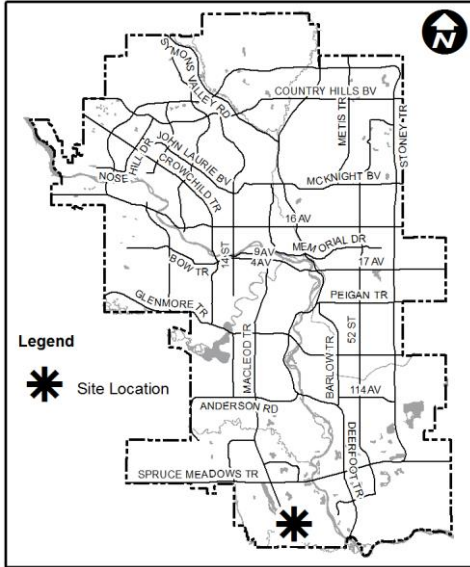 N
SYMONS VALLEY RD
COUNTRY HILLS BV
METIS TR
STONEY TR
JOHN LAURIE BV
NOSE HILL DR
CROWCHILD TR
MCKNIGHT BV
16 AV
14 ST
9 AV
4 AV
MEMORIAL DR
17 AV
BOW TR
GLENMORE TR
PEIGAN TR
52 ST
Legend
Site Location
MACLEOD TR
BARLOW TR
114 AV
ANDERSON RD
DEERFOOT TR
SPRUCE MEADOWS TR